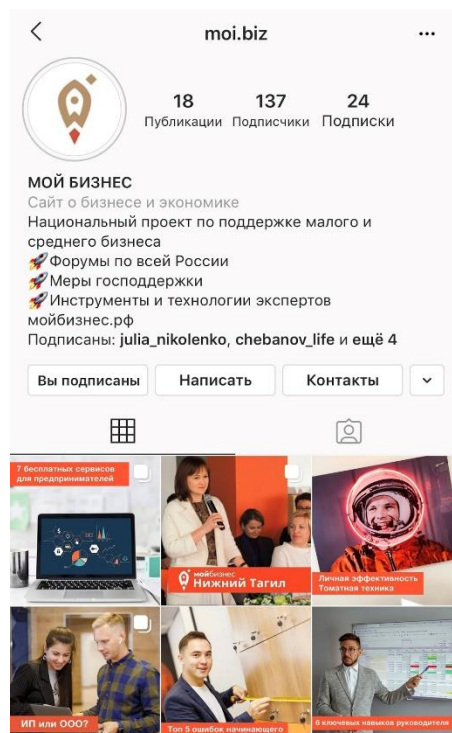 moi.biz
18 137 24
Публикации Подписчики Подписки
МОЙ БИЗНЕС
Сайт о бизнесе и экономике
Национальный проект по поддержке малого и
среднего бизнеса
🚀Форумы по всей России
🚀Меры господдержки
🚀Инструменты и технологии экспертов
мойбизнес.рф
Подписаны: julia_nikolenko, chebanov_life и ещё 4
Вы подписаны Написать Контакты
7 бесплатных сервисов
для предпринимателей
мойбизнес
Нижний Тагил
Личная эффективность
Томатная техника
ИП или ООО?
Топ 5 ошибок начинающего
6 ключевых навыков руководителя